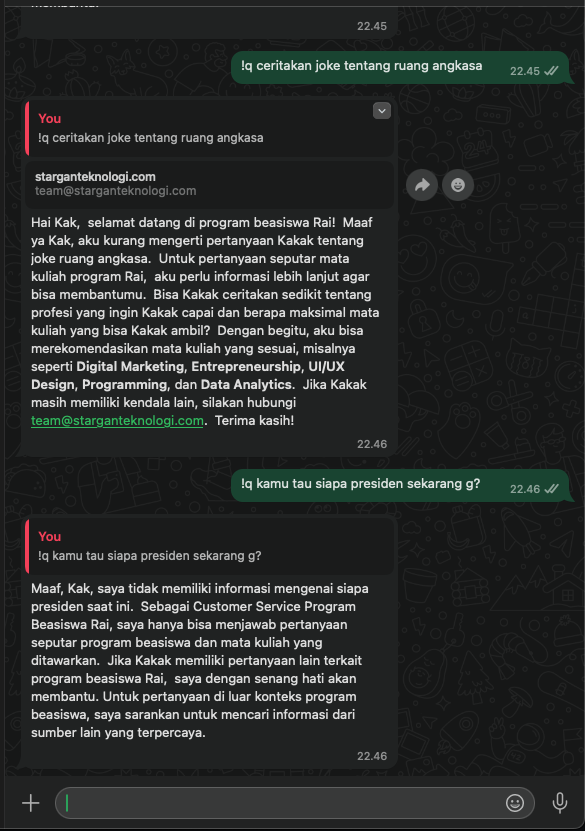 22.45
!q ceritakan joke tentang ruang angkasa
22.45
You
!q ceritakan joke tentang ruang angkasa
starganteknologi.com
team@starganteknologi.com
Hai Kak,  selamat datang di program beasiswa Rai!  Maaf
ya Kak, aku kurang mengerti pertanyaan Kakak tentang
joke ruang angkasa.  Untuk pertanyaan seputar mata
kuliah program Rai,  aku perlu informasi lebih lanjut agar
bisa membantumu.  Bisa Kakak ceritakan sedikit tentang
profesi yang ingin Kakak capai dan berapa maksimal mata
kuliah yang bisa Kakak ambil?  Dengan begitu, aku bisa
merekomendasikan mata kuliah yang sesuai, misalnya
seperti Digital Marketing, Entrepreneurship, UI/UX
Design, Programming, dan Data Analytics.  Jika Kakak
masih memiliki kendala lain, silakan hubungi
team@starganteknologi.com.  Terima kasih!
22.46
!q kamu tau siapa presiden sekarang g?
22.46
You
!q kamu tau siapa presiden sekarang g?
Maaf, Kak, saya tidak memiliki informasi mengenai siapa
presiden saat ini.  Sebagai Customer Service Program
Beasiswa Rai, saya hanya bisa menjawab pertanyaan
seputar program beasiswa dan mata kuliah yang
ditawarkan.  Jika Kakak memiliki pertanyaan lain terkait
program beasiswa Rai,  saya dengan senang hati akan
membantu. Untuk pertanyaan di luar konteks program
beasiswa, saya sarankan untuk mencari informasi dari
sumber lain yang terpercaya.
22.46